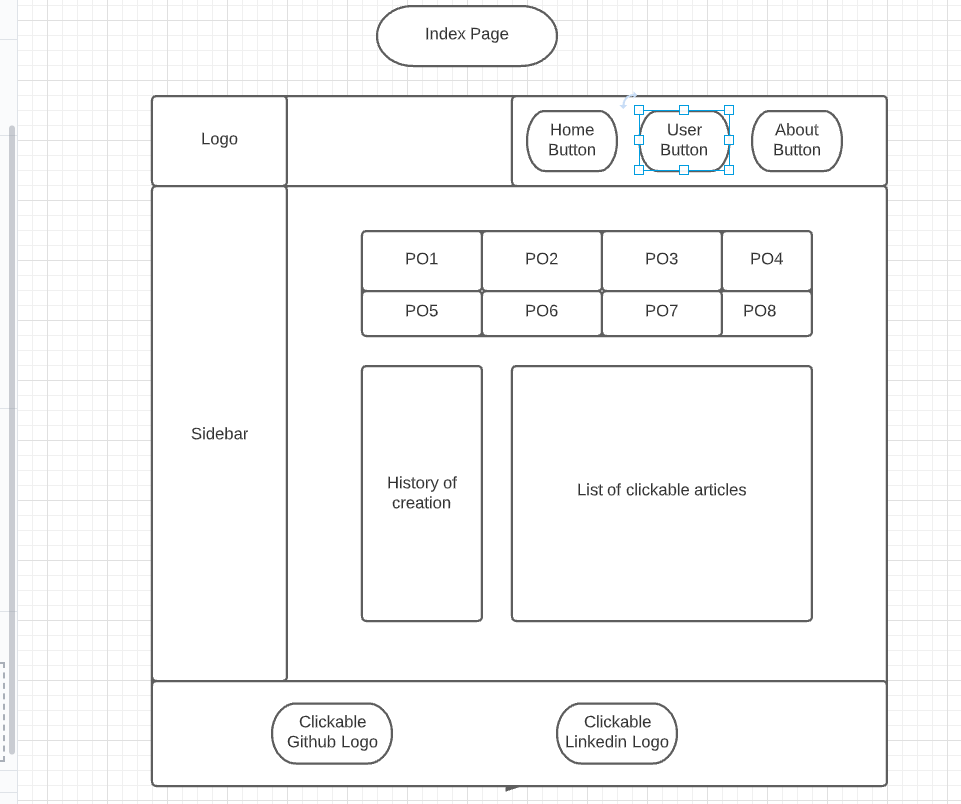 Index Page
Logo
Home
Button
User
Button
About
Button
PO1
PO2
PO3
PO4
PO5
PO6
PO7
PO8
Sidebar
History of
creation
List of clickable articles
Clickable
Github Logo
Clickable
Linkedin Logo